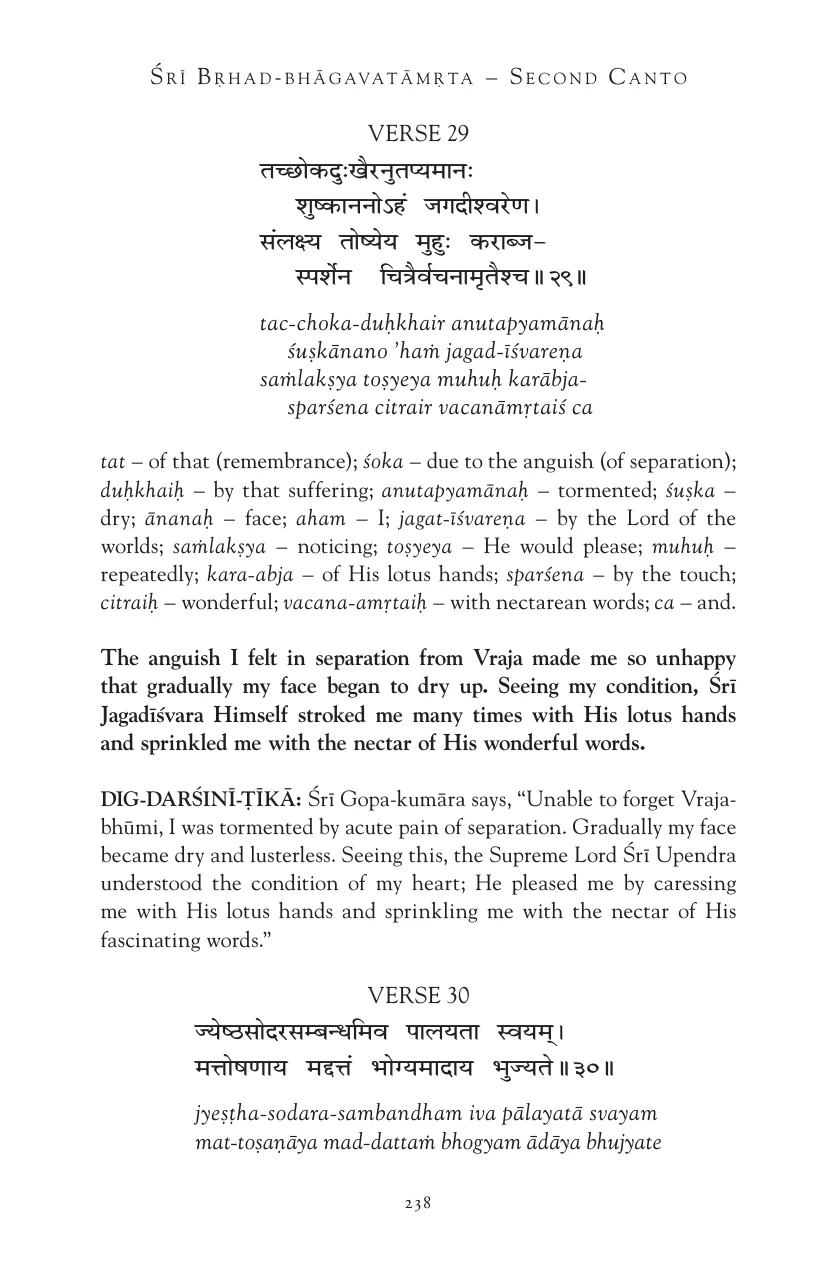 ŚRĪ BṚHAD-BHĀGAVATĀMṚTA – SECOND CANTO
VERSE 29
तच्छोकदुःखैरनुतप्यमानः
शुष्काननोऽहं जगदीश्वरेण।
संलक्ष्य तोष्येय मुहुः कराब्ज–
स्पर्शेन चित्रैर्वचनामृतैश्च॥२९॥
tac-choka-duḥkhair anutapyamānaḥ
śuṣkānano ’haṁ jagad-īśvareṇa
saṁlakṣya toṣyeya muhuḥ karābja-
sparśena citrair vacanāmṛtaiś ca
tat – of that (remembrance); śoka – due to the anguish (of separation);
duḥkhaiḥ – by that suffering; anutapyamānaḥ – tormented; śuṣka –
dry; ānanaḥ – face; aham – I; jagat-īśvareṇa – by the Lord of the
worlds; saṁlakṣya – noticing; toṣyeya – He would please; muhuḥ –
repeatedly; kara-abja – of His lotus hands; sparśena – by the touch;
citraiḥ – wonderful; vacana-amṛtaiḥ – with nectarean words; ca – and.
The anguish I felt in separation from Vraja made me so unhappy
that gradually my face began to dry up. Seeing my condition, Śrī
Jagadīśvara Himself stroked me many times with His lotus hands
and sprinkled me with the nectar of His wonderful words.
DIG-DARŚINĪ-ṬĪKĀ: Śrī Gopa-kumāra says, “Unable to forget Vraja-
bhūmi, I was tormented by acute pain of separation. Gradually my face
became dry and lusterless. Seeing this, the Supreme Lord Śrī Upendra
understood the condition of my heart; He pleased me by caressing
me with His lotus hands and sprinkling me with the nectar of His
fascinating words.”
VERSE 30
ज्येष्ठसोदरसम्बन्धमिव पालयता स्वयम्।
मत्तोषणाय मद्दत्तं भोग्यमादाय भुज्यते॥३०॥
jyeṣṭha-sodara-sambandham iva pālayatā svayam
mat-toṣaṇāya mad-dattaṁ bhogyam ādāya bhujyate
238